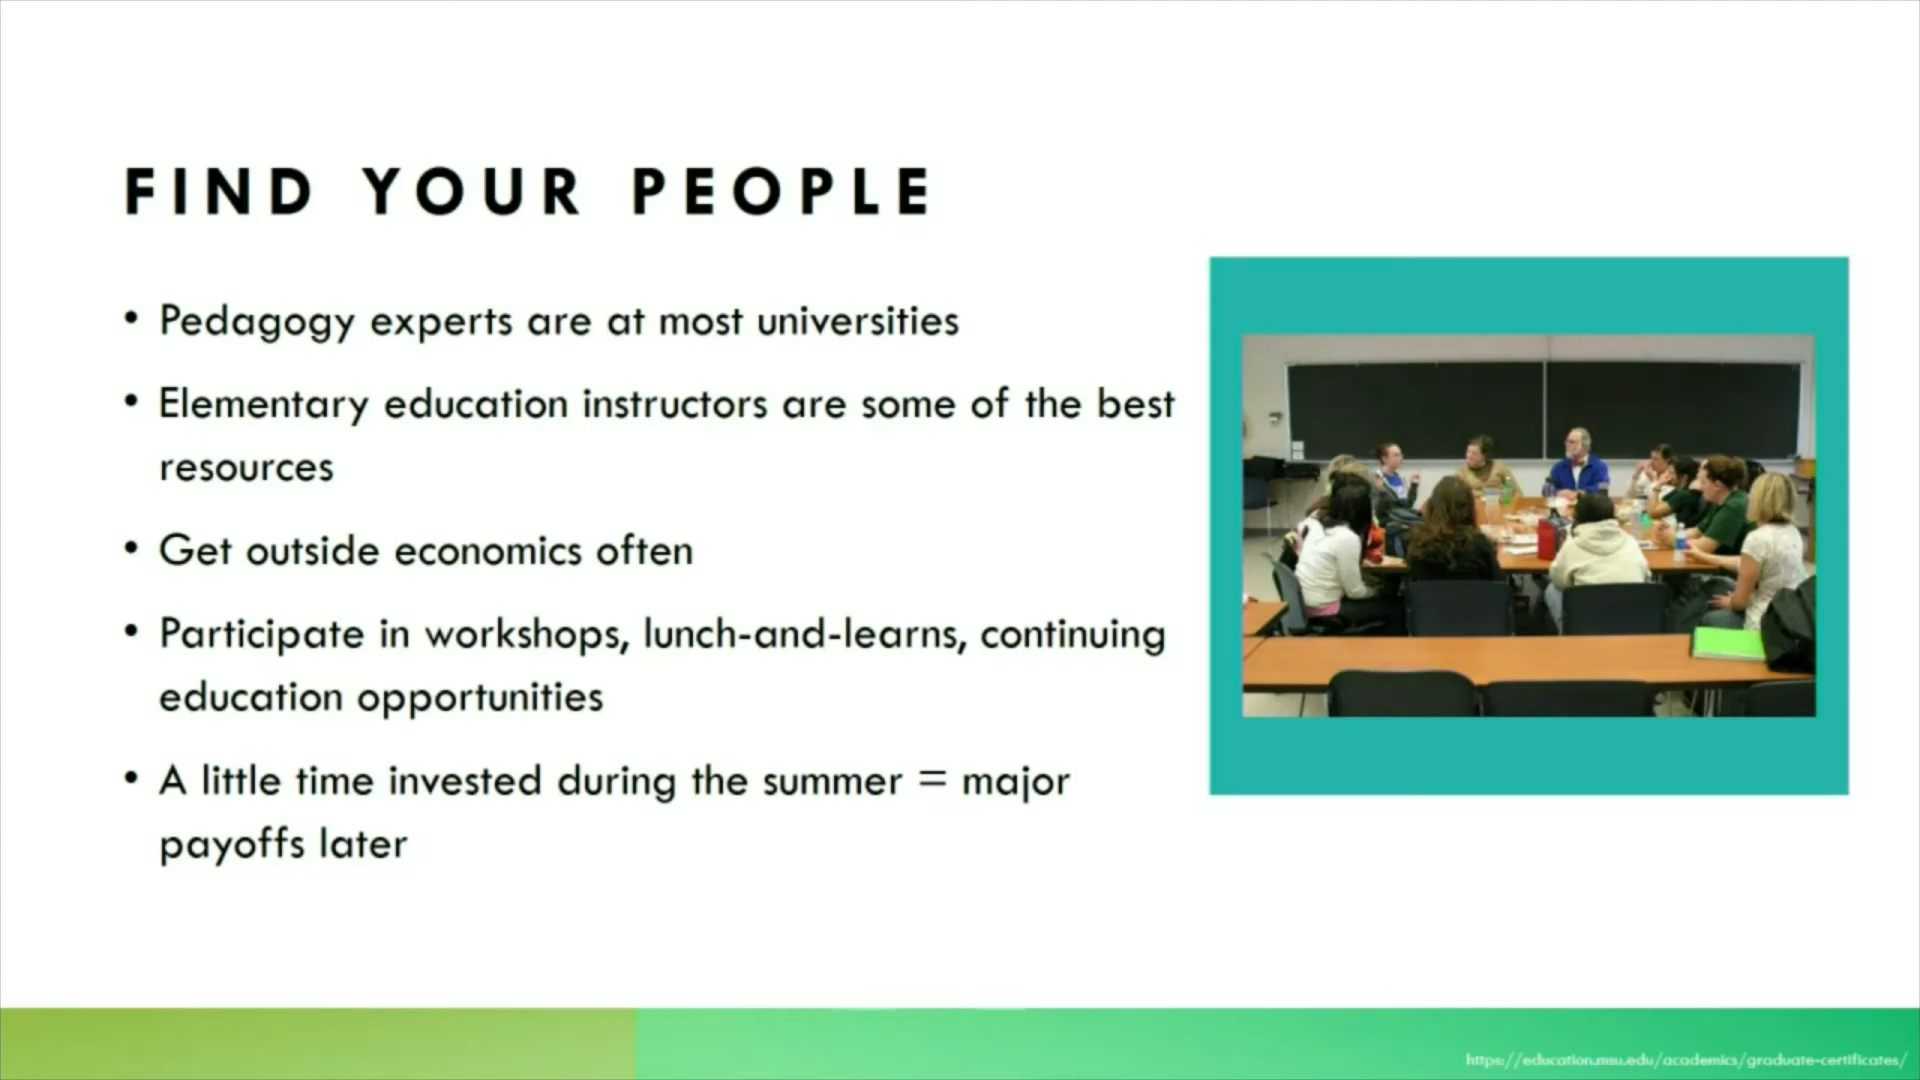 FIND YOUR PEOPLE
• Pedagogy experts are at most universities
• Elementary education instructors are some of the best
resources
• Get outside economics often
• Participate in workshops, lunch-and-learns, continuing
education opportunities
• A little time invested during the summer = major
payoffs later
https://education.msu.edu/academics/graduate-certificates/